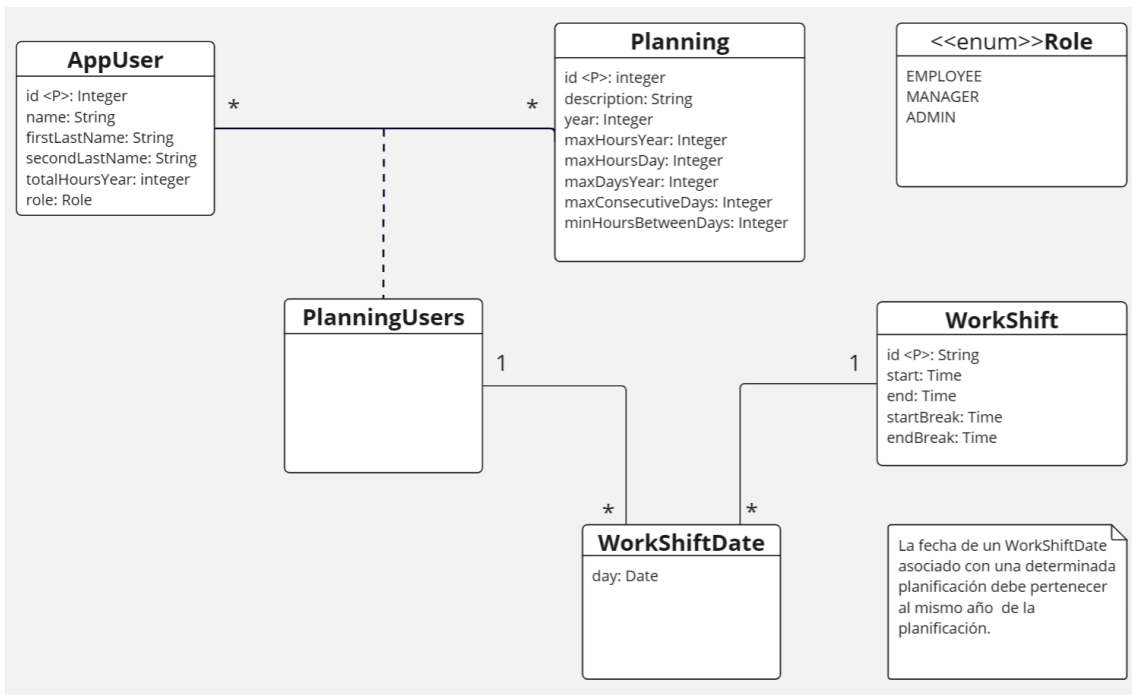 AppUser
id <P>: Integer
name: String
firstLastName: String
secondLastName: String
totalHoursYear: integer
role: Role
*
*
Planning
id <P>: integer
description: String
year: Integer
maxHoursYear: Integer
maxHoursDay: Integer
maxDaysYear: Integer
maxConsecutiveDays: Integer
minHoursBetweenDays: Integer
<<enum>>Role
EMPLOYEE
MANAGER
ADMIN
PlanningUsers
1
*
WorkShift
id <P>: String
start: Time
end: Time
startBreak: Time
endBreak: Time
1
*
WorkShiftDate
day: Date
La fecha de un WorkShiftDate
asociado con una determinada
planificación debe pertenecer
al mismo año de la
planificación.